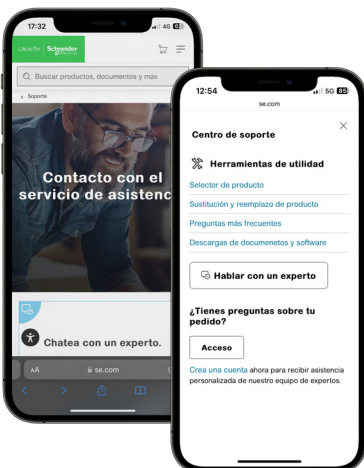 17:32
4G 63
Life Is On | Schneider
Electric
Buscar productos, documentos y más
< Soporte
Contacto con el
servicio de asistenc
Chatea con un experto.
AA
se.com
12:54
5G 85
se.com
Centro de soporte
Herramientas de utilidad
Selector de producto
Sustitución y reemplazo de producto
Preguntas más frecuentes
Descargas de documenetos y software
Hablar con un experto
¿Tienes preguntas sobre tu
pedido?
Acceso
Crea una cuenta ahora para recibir asistencia
personalizada de nuestro equipo de expertos.